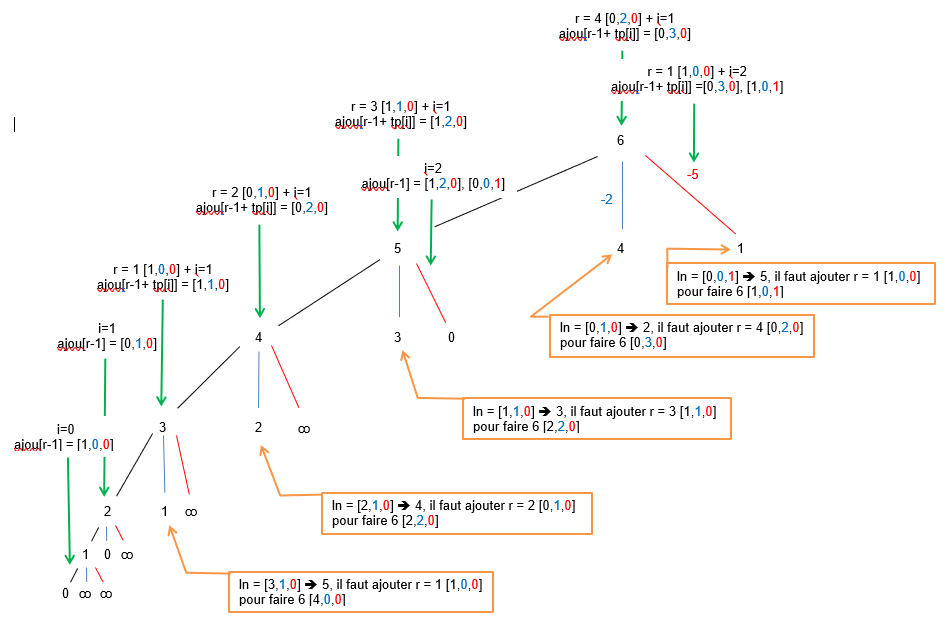 r = 4 [0,2,0] + i=1
ajou[r-1+ tp[i]] = [0,3,0]
r = 1 [1,0,0] + i=2
ajou[r-1+ tp[i]] =[0,3,0], [1,0,1]
r = 3 [1,1,0] + i=1
ajou[r-1+ tp[i]] = [1,2,0]
6
i=2
ajou[r-1] = [1,2,0], [0,0,1]
-5
r = 2 [0,1,0] + i=1
ajou[r-1+ tp[i]] = [0,2,0]
-2
5
4
1
r = 1 [1,0,0] + i=1
ajou[r-1+ tp[i]] = [1,1,0]
In = [0,0,1] ➔ 5, il faut ajouter r = 1 [1,0,0]
pour faire 6 [1,0,1]
i=1
ajou[r-1] = [0,1,0]
4
3
0
In = [0,1,0] ➔ 2, il faut ajouter r = 4 [0,2,0]
pour faire 6 [0,3,0]
i=0
ajou[r-1] = [1,0,0]
3
2
∞
In = [1,1,0] ➔ 3, il faut ajouter r = 3 [1,1,0]
pour faire 6 [2,2,0]
2
1
∞
In = [2,1,0] ➔ 4, il faut ajouter r = 2 [0,1,0]
pour faire 6 [2,2,0]
1
0
∞
0
∞
∞
In = [3,1,0] ➔ 5, il faut ajouter r = 1 [1,0,0]
pour faire 6 [4,0,0]